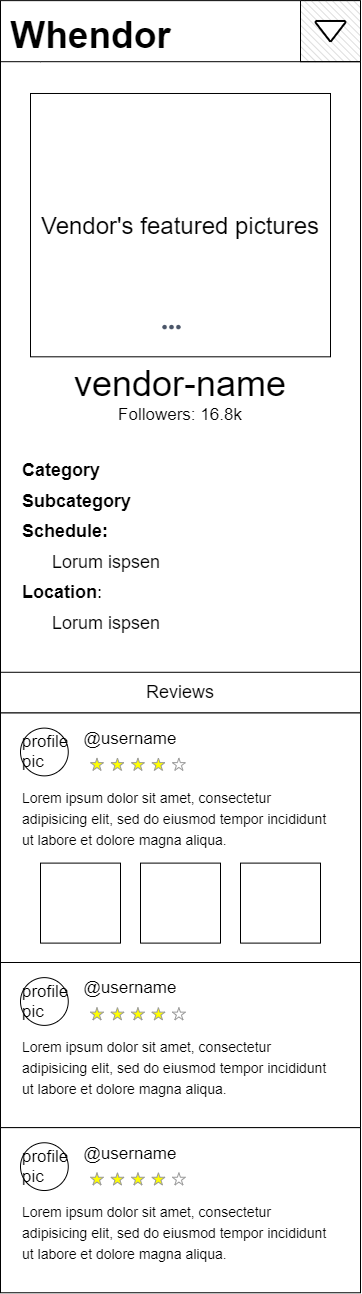 Whendor
Vendor's featured pictures
vendor-name
Followers: 16.8k
Category
Subcategory
Schedule:
Lorum ispsen
Location:
Lorum ispsen
Reviews
profile
pic
@username
Lorem ipsum dolor sit amet, consectetur
adipisicing elit, sed do eiusmod tempor incididunt
ut labore et dolore magna aliqua.
profile
pic
@username
Lorem ipsum dolor sit amet, consectetur
adipisicing elit, sed do eiusmod tempor incididunt
ut labore et dolore magna aliqua.
profile
pic
@username
Lorem ipsum dolor sit amet, consectetur
adipisicing elit, sed do eiusmod tempor incididunt
ut labore et dolore magna aliqua.